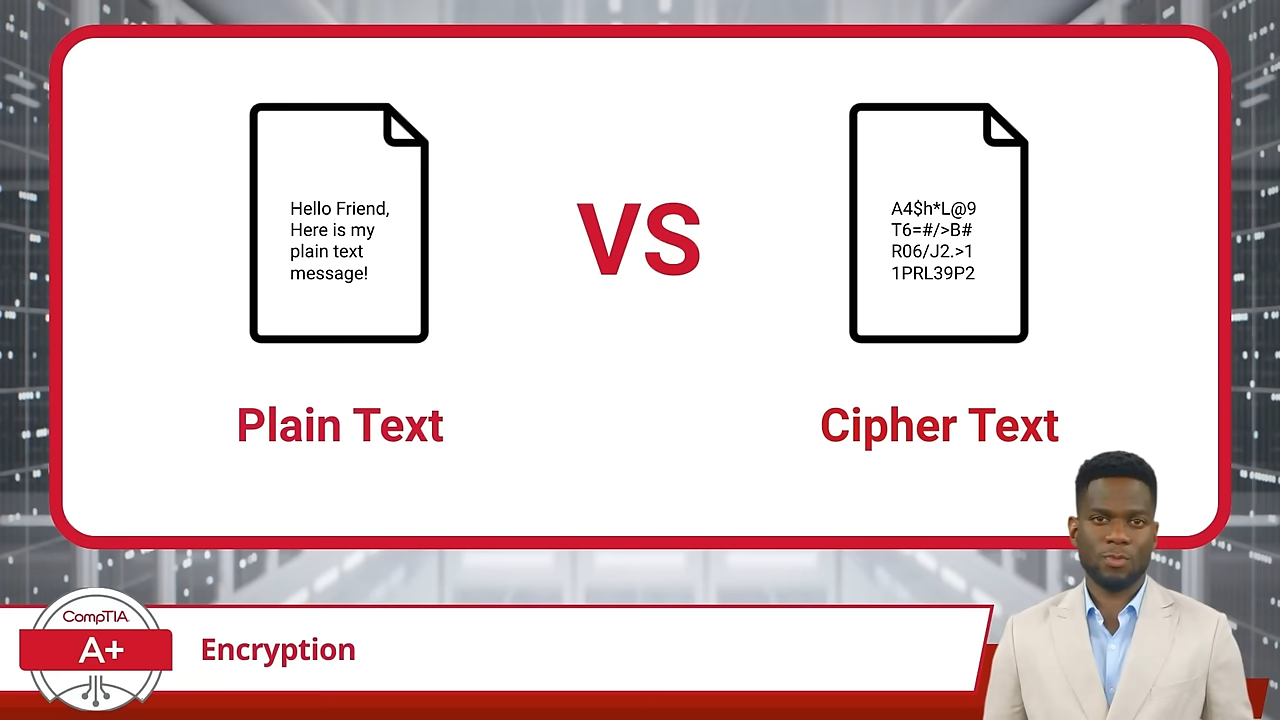 Hello Friend,
Here is my
plain text
message!
VS
A4$h*L@9
T6=#/>B#
R06/J2.>1
1PRL39P2
Plain Text
Cipher Text
CompTIA.
A+
Encryption